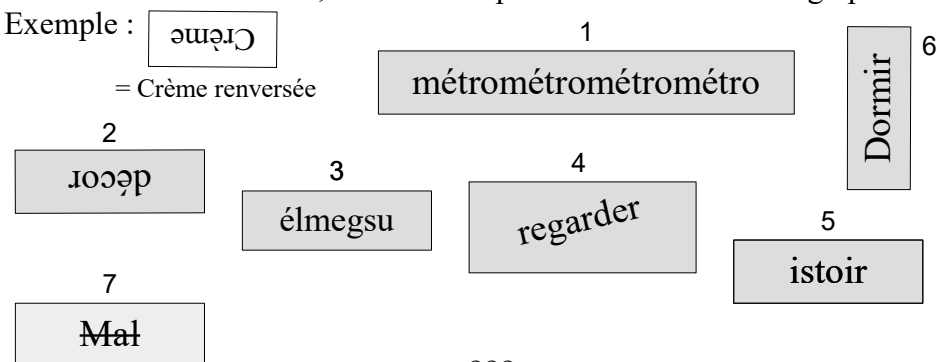 Exemple :
Crème
= Crème renversée
1
métrométrométrométro
6
Dormir
2
décor
3
élmegsu
4
regarder
5
istoir
7
Mal